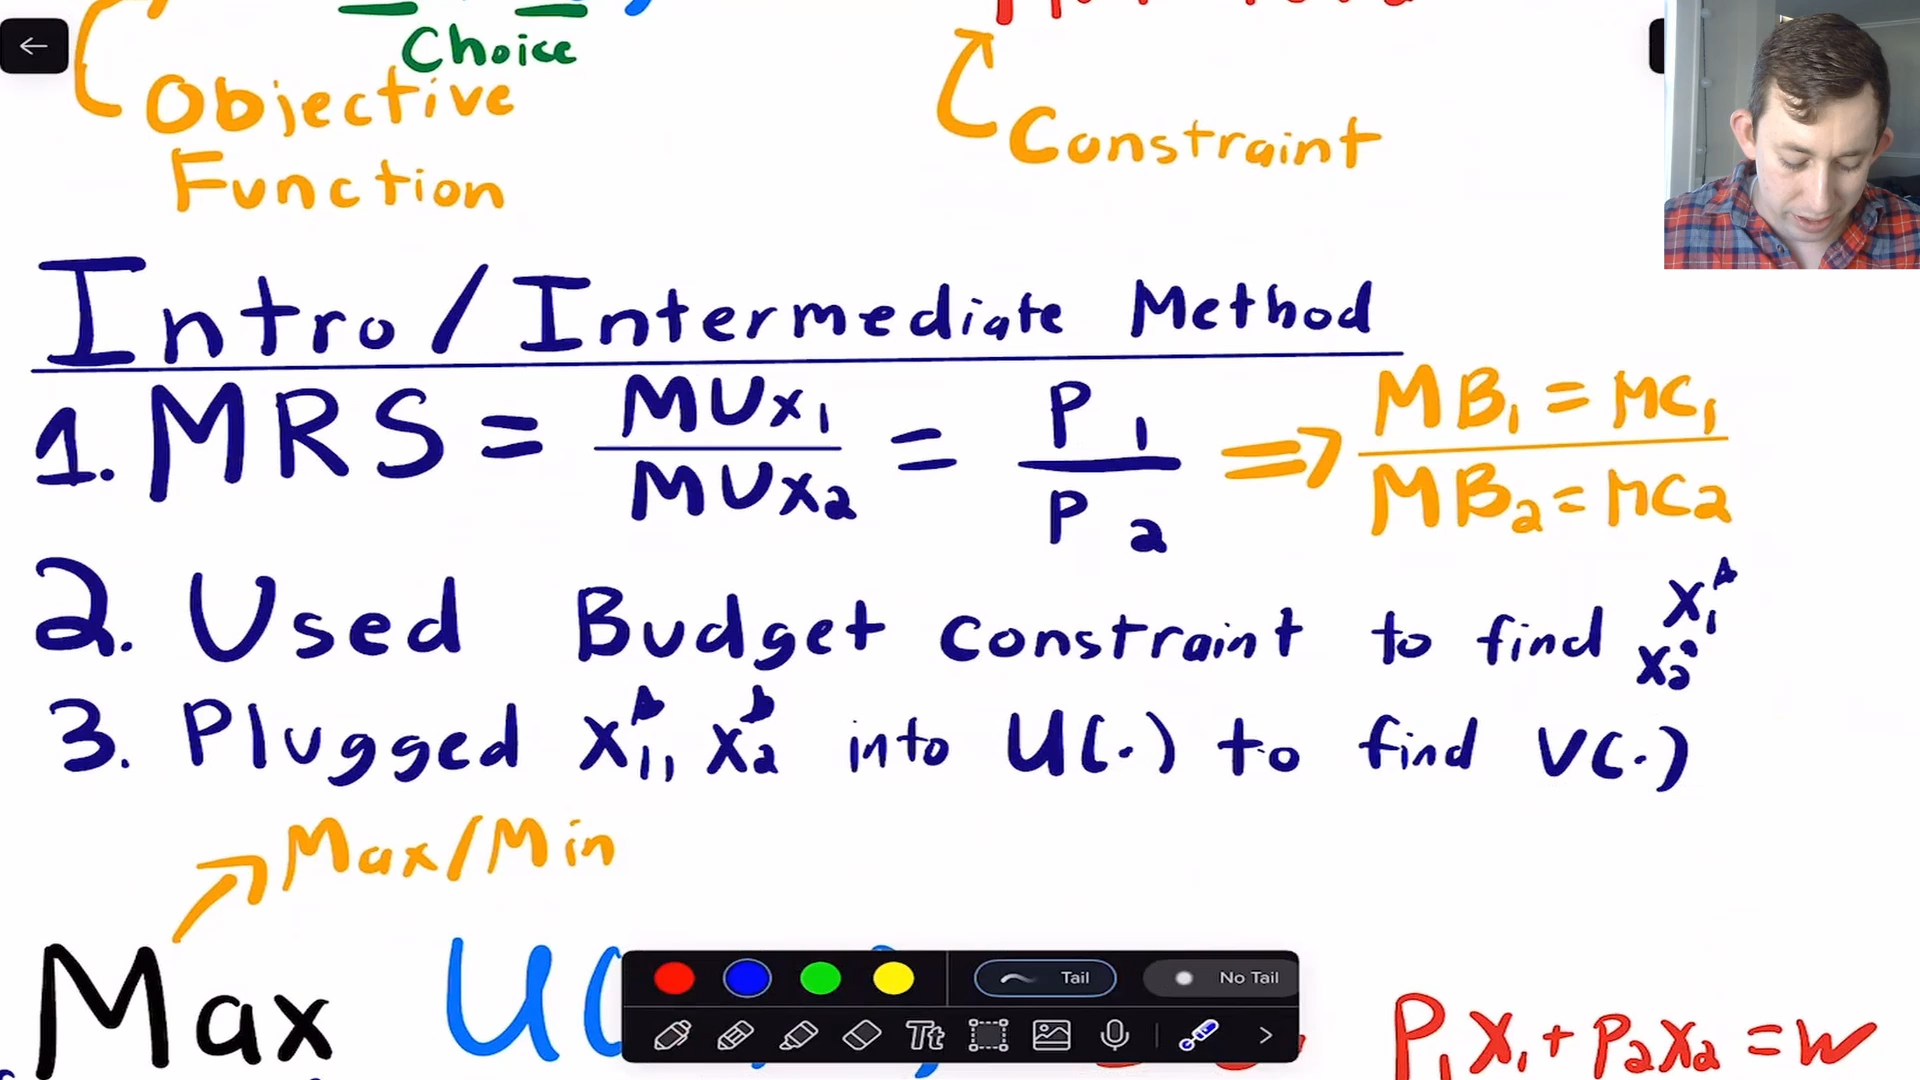 Choice
Objective
Function
Constraint
Intro/Intermediate Method
1. MRS = MUx₁/MUx₂ = P₁/P₂ ⇒ MB₁ = MC₁/MB₂ = MC₂
2. Used Budget constraint to find x₁* x₂*
3. Plugged x₁*, x₂* into U(·) to find V(·)
Max/Min
Max U(
P₁x₁ + P₂x₂ = w
Tail
No Tail
Tt